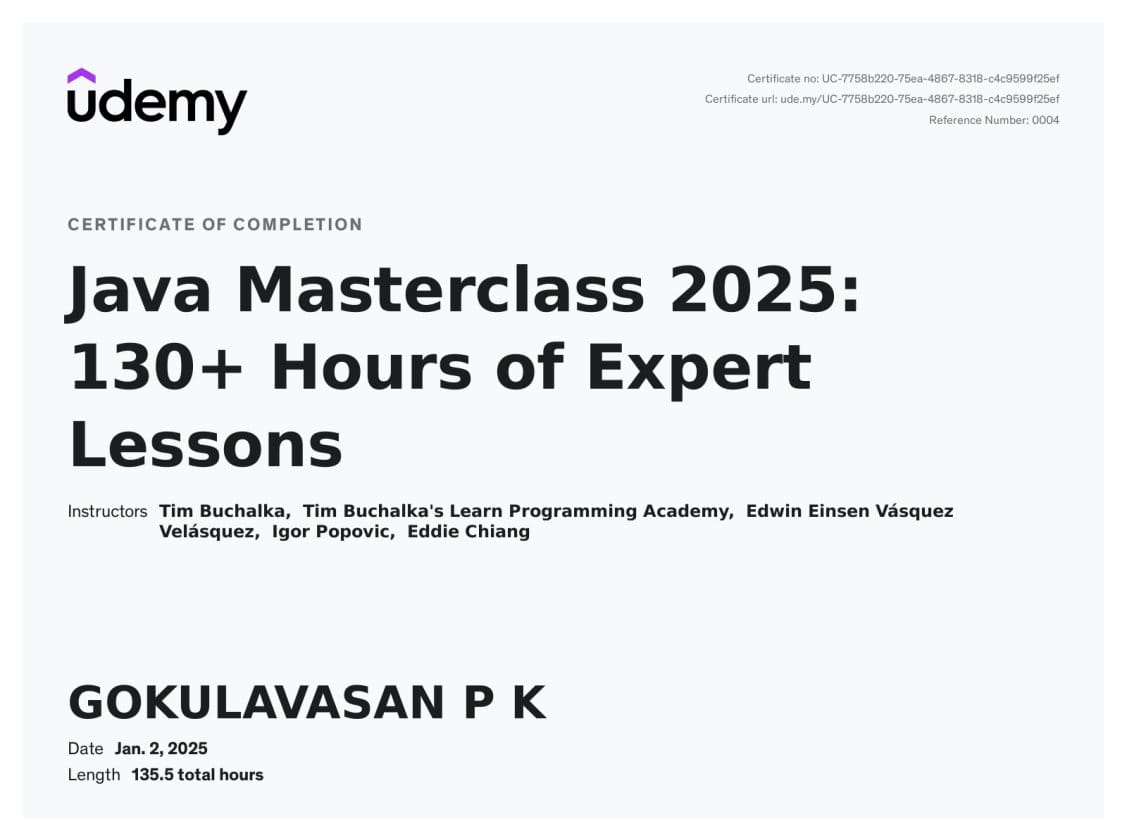 udemy
Certificate no: UC-7758b220-75ea-4867-8318-c4c9599f25ef
Certificate url: ude.my/UC-7758b220-75ea-4867-8318-c4c9599f25ef
Reference Number: 0004
CERTIFICATE OF COMPLETION
Java Masterclass 2025:
130+ Hours of Expert
Lessons
Instructors Tim Buchalka, Tim Buchalka's Learn Programming Academy, Edwin Einsen Vásquez
Velásquez, Igor Popovic, Eddie Chiang
GOKULAVASAN P K
Date Jan. 2, 2025
Length 135.5 total hours